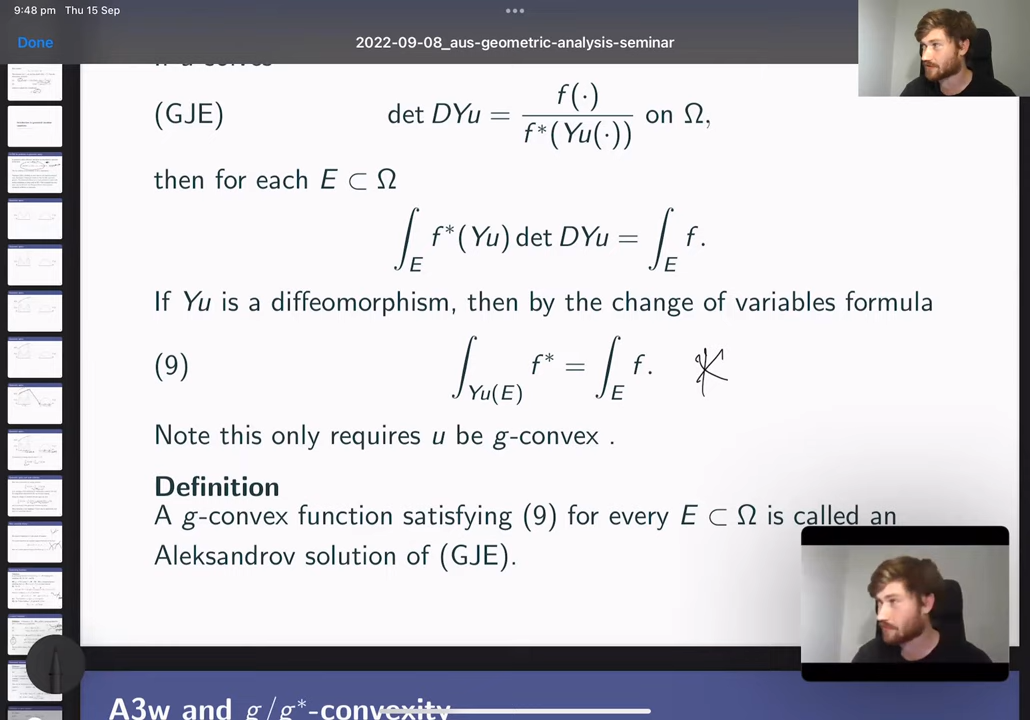 9:48 pm Thu 15 Sep
Done
2022-09-08_aus-geometric-analysis-seminar
(GJE) det DYu = f(·) / f*(Yu(·)) on Ω,
then for each E ⊂ Ω
∫_E f*(Yu) det DYu = ∫_E f.
If Yu is a diffeomorphism, then by the change of variables formula
(9) ∫_{Yu(E)} f* = ∫_E f. *
Note this only requires u be g-convex .
Definition
A g-convex function satisfying (9) for every E ⊂ Ω is called an
Aleksandrov solution of (GJE).
A3w and g/g*-convexity